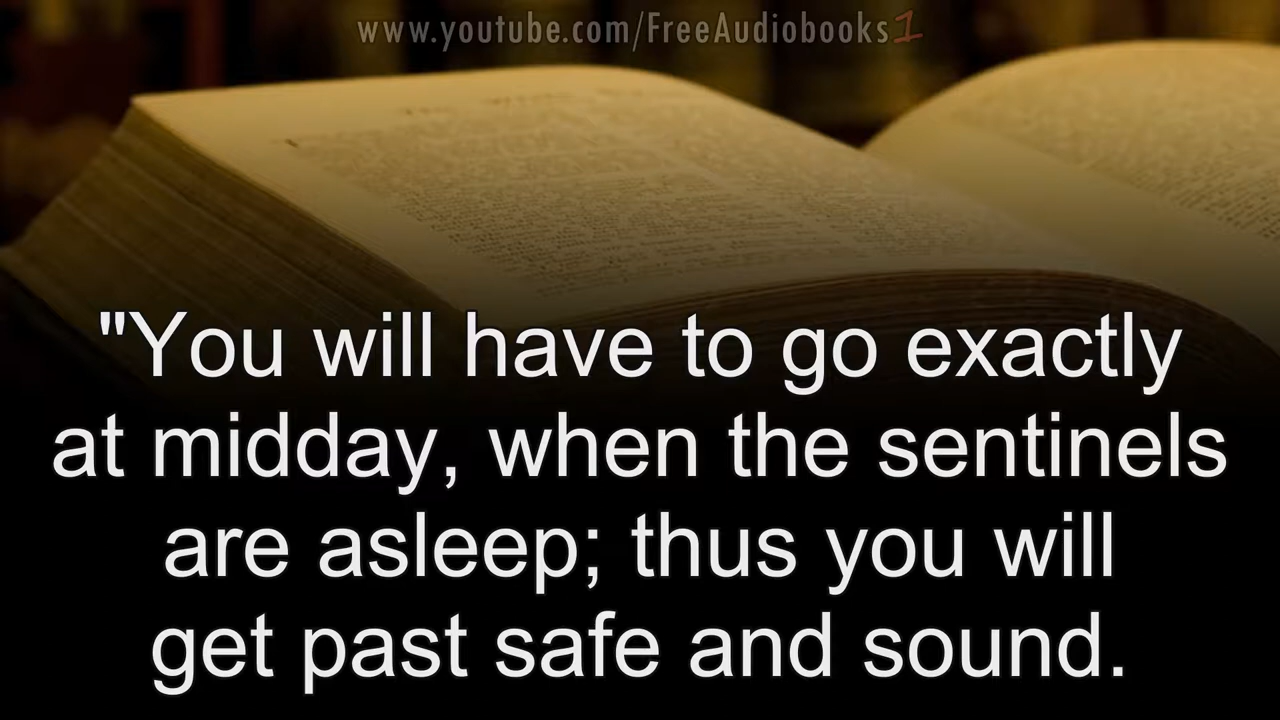 www.youtube.com/FreeAudiobooks1
"You will have to go exactly
at midday, when the sentinels
are asleep; thus you will
get past safe and sound.